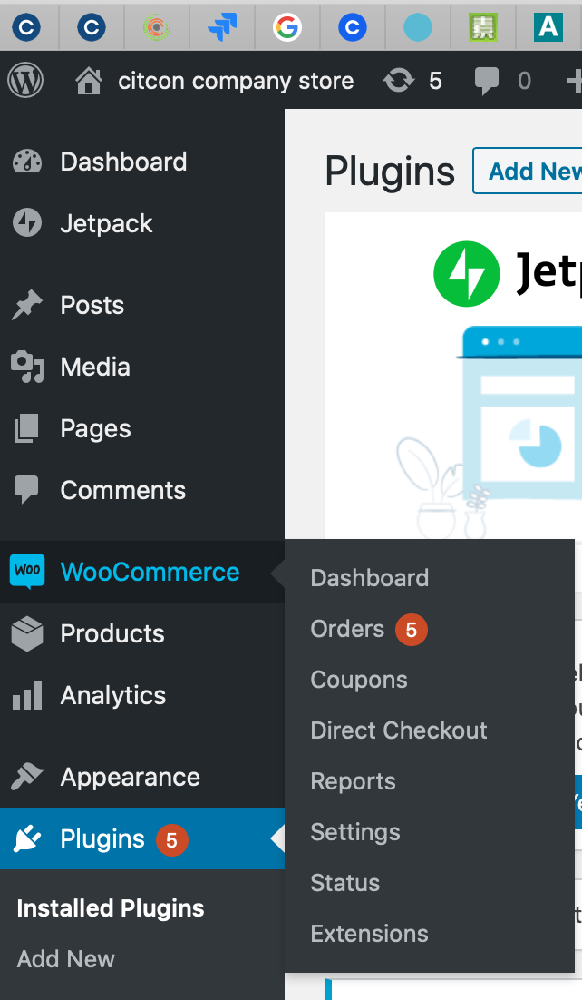 C C G C A
citcon company store 5 0
Dashboard
Jetpack
Posts
Media
Pages
Comments
Woo WooCommerce
Products
Analytics
Appearance
Plugins 5
Installed Plugins
Add New
Plugins Add New
Dashboard
Orders 5
Coupons
Direct Checkout
Reports
Settings
Status
Extensions